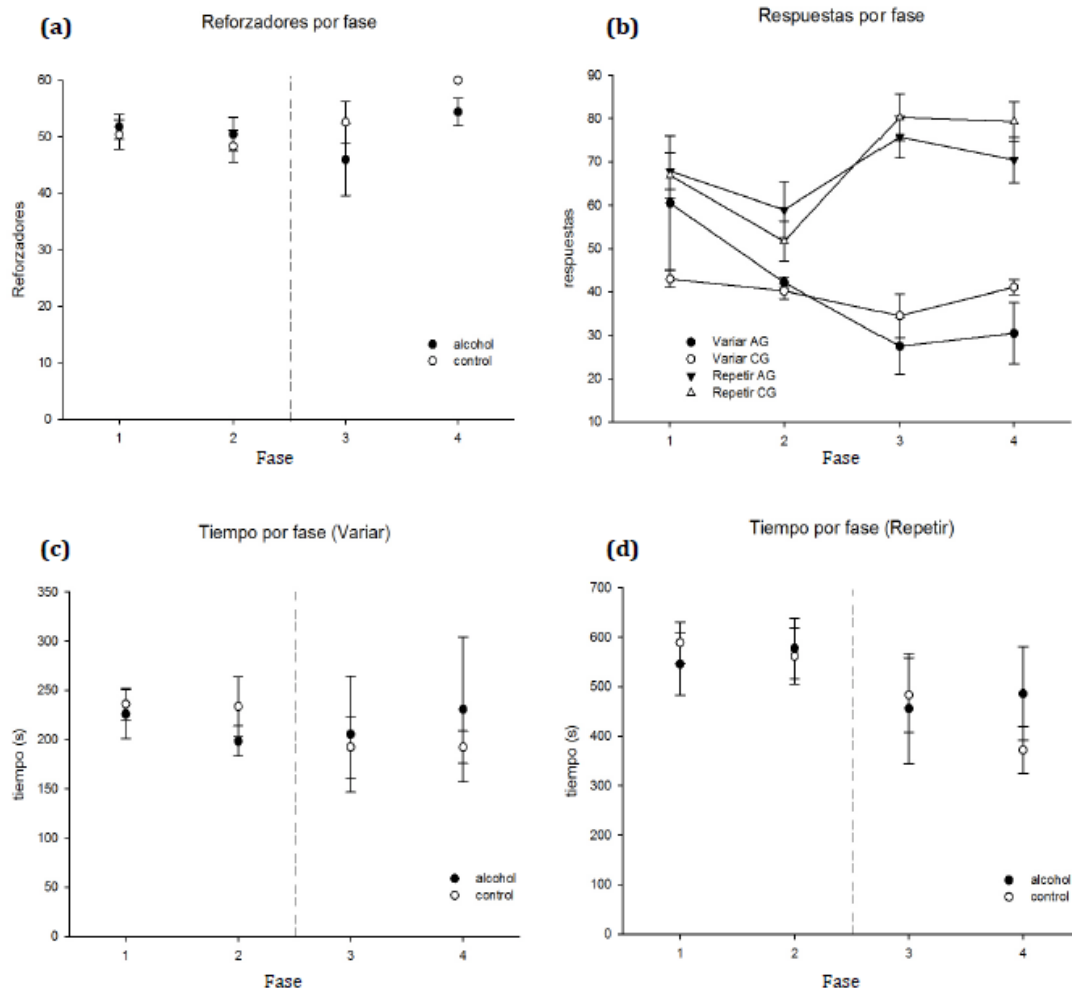 (a)
Reforzadores por fase
60
50
40
30
20
10
0
Reforzadores
alcohol
control
1 2 3 4
Fase
(b)
Respuestas por fase
90
80
70
60
50
40
30
20
10
respuestas
Variar AG
Variar CG
Repetir AG
Repetir CG
1 2 3 4
Fase
(c)
Tiempo por fase (Variar)
350
300
250
200
150
100
50
0
tiempo (s)
alcohol
control
1 2 3 4
Fase
(d)
Tiempo por fase (Repetir)
700
600
500
400
300
200
100
0
tiempo (s)
alcohol
control
1 2 3 4
Fase